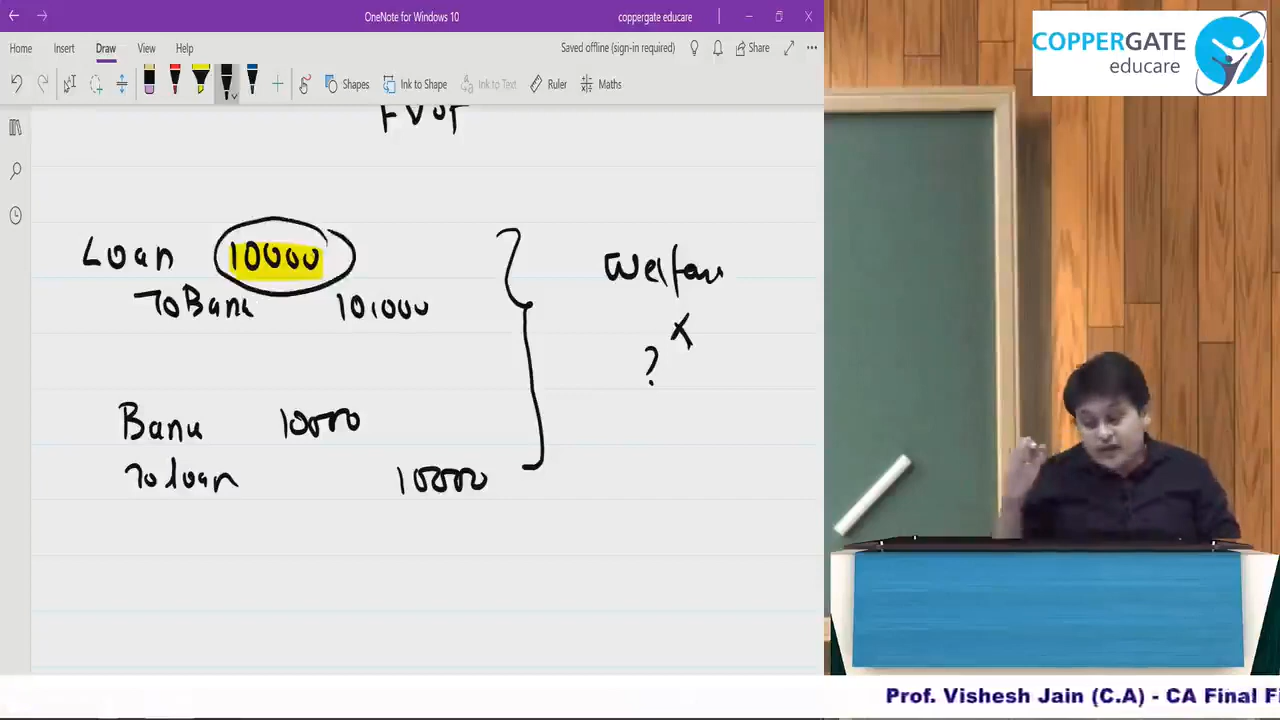 OneNote for Windows 10
coppergate educare
Home Insert Draw View Help
Saved offline (sign-in required)
Share
Shapes
Ink to Shape
Ink to Text
Ruler
Maths
COPPERGATE
educare
FVOF
Loan 10000
To Bank 10,000
Welfare
x
?
Bank 10000
To loan 10000
Prof. Vishesh Jain (C.A) - CA Final Fi